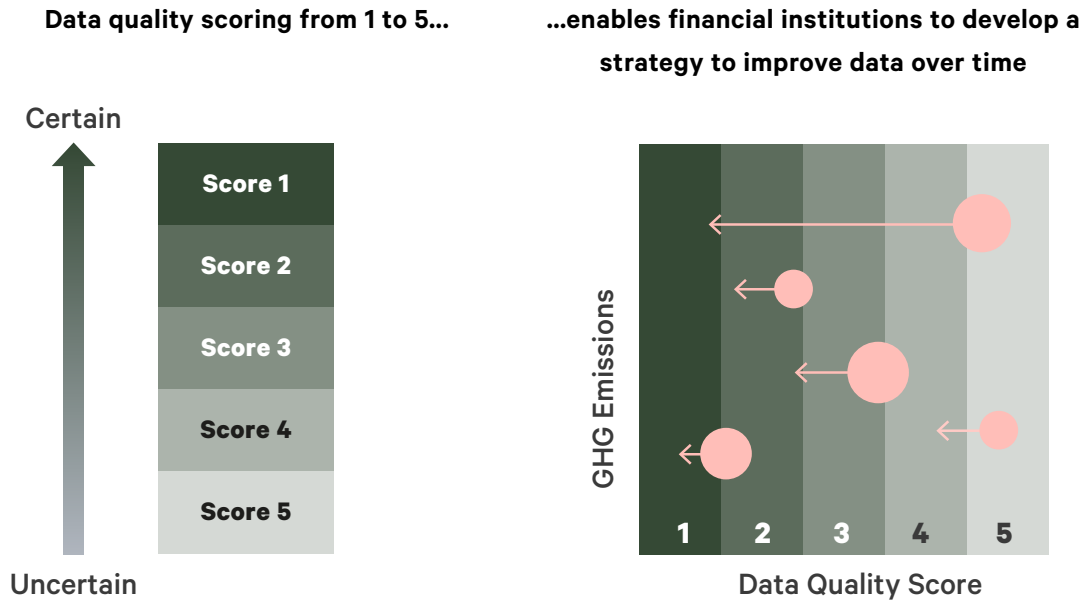 Data quality scoring from 1 to 5...
...enables financial institutions to develop a
strategy to improve data over time
Certain
Score 1
Score 2
Score 3
Score 4
Score 5
Uncertain
GHG Emissions
1 2 3 4 5
Data Quality Score